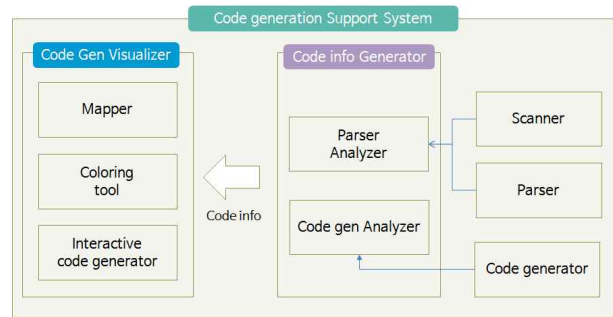 Code generation Support System
Code Gen Visualizer
Mapper
Coloring
tool
Interactive
code generator
Code info
Code info Generator
Parser
Analyzer
Code gen Analyzer
Scanner
Parser
Code generator